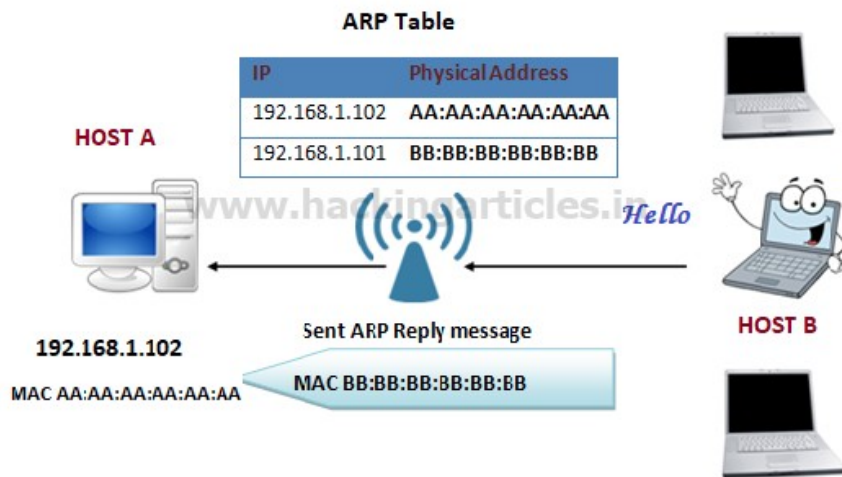 ARP Table
IP Physical Address
192.168.1.102 AA:AA:AA:AA:AA:AA
192.168.1.101 BB:BB:BB:BB:BB:BB
HOST A
www.hackingarticles.in
Hello
HOST B
Sent ARP Reply message
192.168.1.102
MAC AA:AA:AA:AA:AA:AA
MAC BB:BB:BB:BB:BB:BB